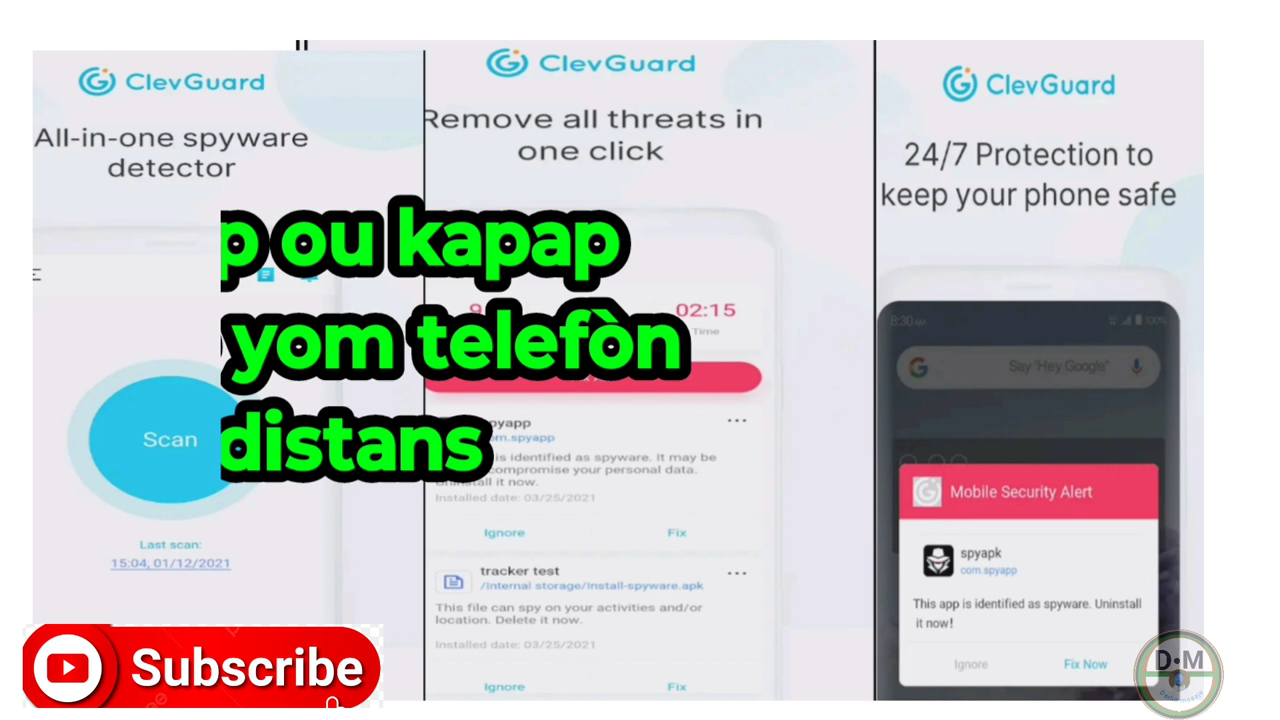 ClevGuard
All-in-one spyware
detector
Scan
Last scan:
15:04, 01/12/2021
ClevGuard
Remove all threats in
one click
p ou kapap
yom telefòn
distans
02:15
Time
pyapp
om.spyapp
is identified as spyware. It may be
compromise your personal data.
Uninstall it now.
Installed date: 03/25/2021
Ignore Fix
tracker test
/Internal storage/Install-spyware.apk
This file can spy on your activities and/or
location. Delete it now.
Installed date: 03/25/2021
Ignore Fix
ClevGuard
24/7 Protection to
keep your phone safe
8:30 100%
Say "Hey Google"
Mobile Security Alert
spyapk
com.spyapp
This app is identified as spyware. Uninstall
it now!
Ignore Fix Now
Subscribe
D•M